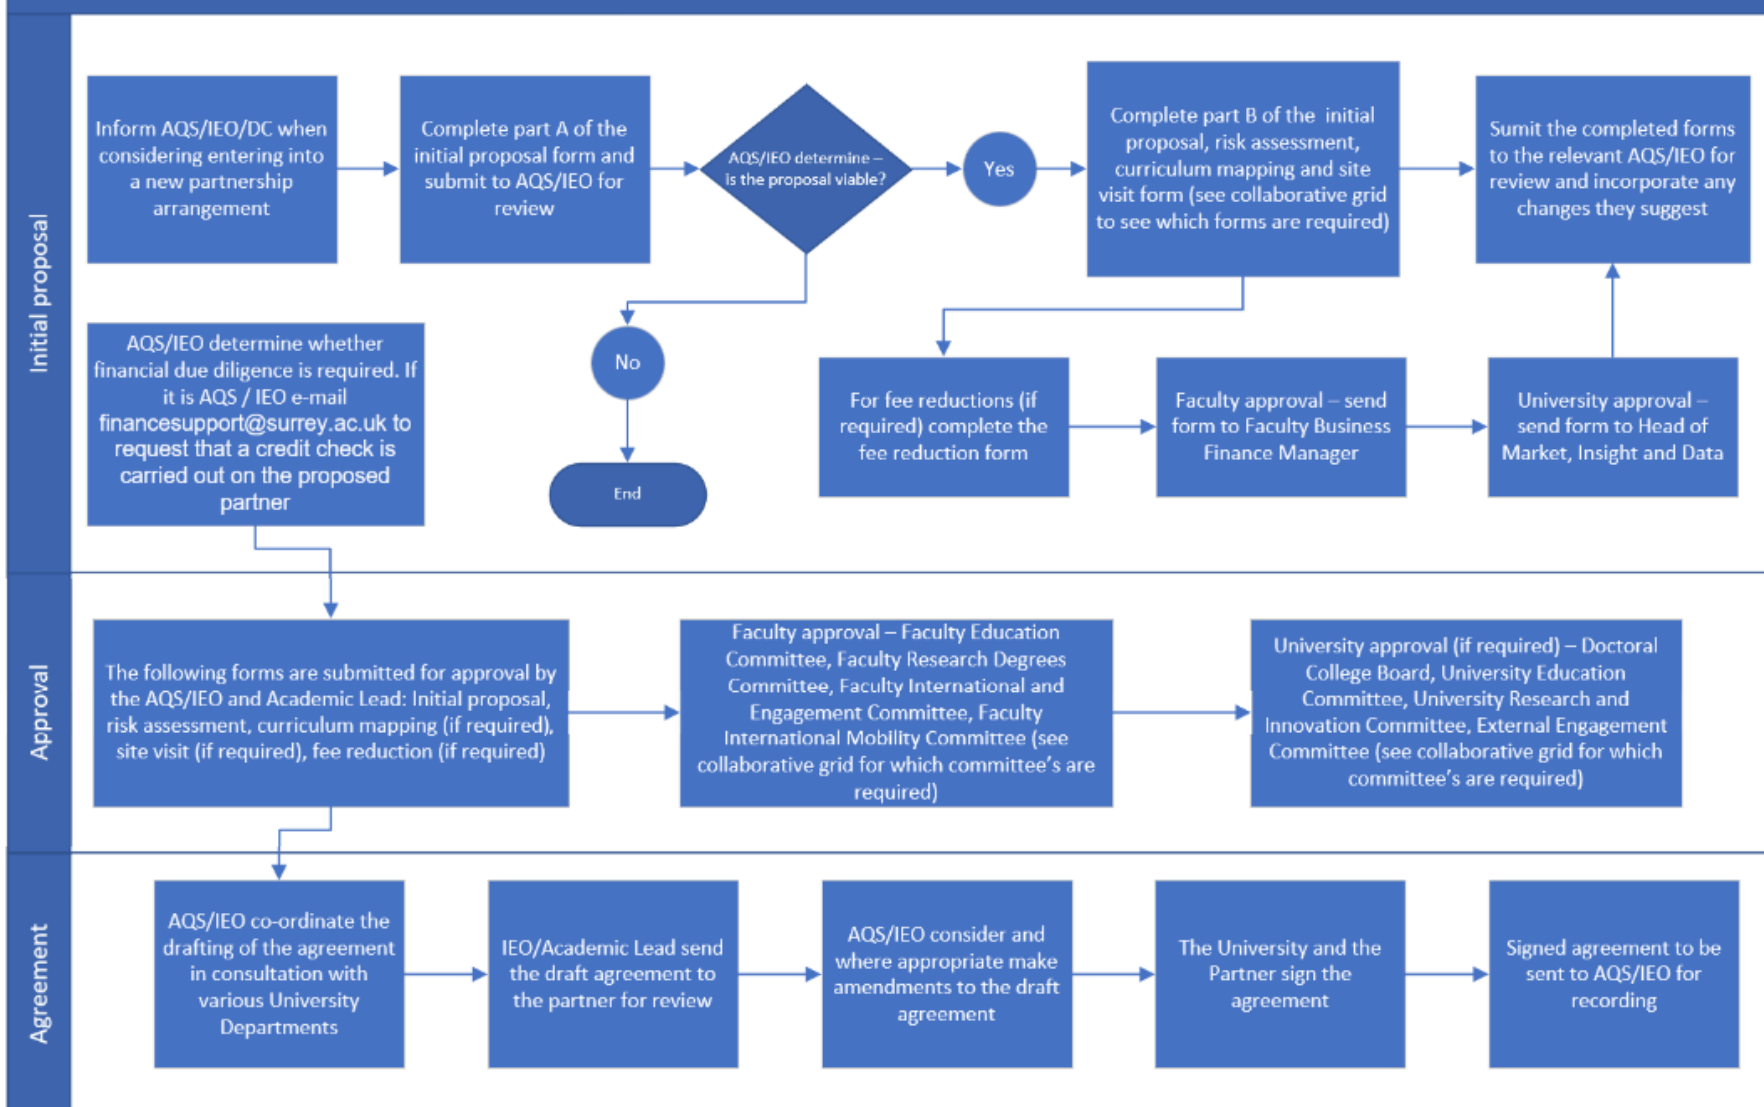 Initial proposal
Inform AQS/IEO/DC when
considering entering into
a new partnership
arrangement
Complete part A of the
initial proposal form and
submit to AQS/IEO for
review
AQS/IEO determine –
is the proposal viable?
Yes
Complete part B of the initial
proposal, risk assessment,
curriculum mapping and site
visit form (see collaborative grid
to see which forms are required)
Sumit the completed forms
to the relevant AQS/IEO for
review and incorporate any
changes they suggest
AQS/IEO determine whether
financial due diligence is required. If
it is AQS / IEO e-mail
financesupport@surrey.ac.uk to
request that a credit check is
carried out on the proposed
partner
No
End
For fee reductions (if
required) complete the
fee reduction form
Faculty approval – send
form to Faculty Business
Finance Manager
University approval –
send form to Head of
Market, Insight and Data
Approval
The following forms are submitted for approval by
the AQS/IEO and Academic Lead: Initial proposal,
risk assessment, curriculum mapping (if required),
site visit (if required), fee reduction (if required)
Faculty approval – Faculty Education
Committee, Faculty Research Degrees
Committee, Faculty International and
Engagement Committee, Faculty
International Mobility Committee (see
collaborative grid for which committee’s are
required)
University approval (if required) – Doctoral
College Board, University Education
Committee, University Research and
Innovation Committee, External Engagement
Committee (see collaborative grid for which
committee’s are required)
Agreement
AQS/IEO co-ordinate the
drafting of the agreement
in consultation with
various University
Departments
IEO/Academic Lead send
the draft agreement to
the partner for review
AQS/IEO consider and
where appropriate make
amendments to the draft
agreement
The University and the
Partner sign the
agreement
Signed agreement to be
sent to AQS/IEO for
recording